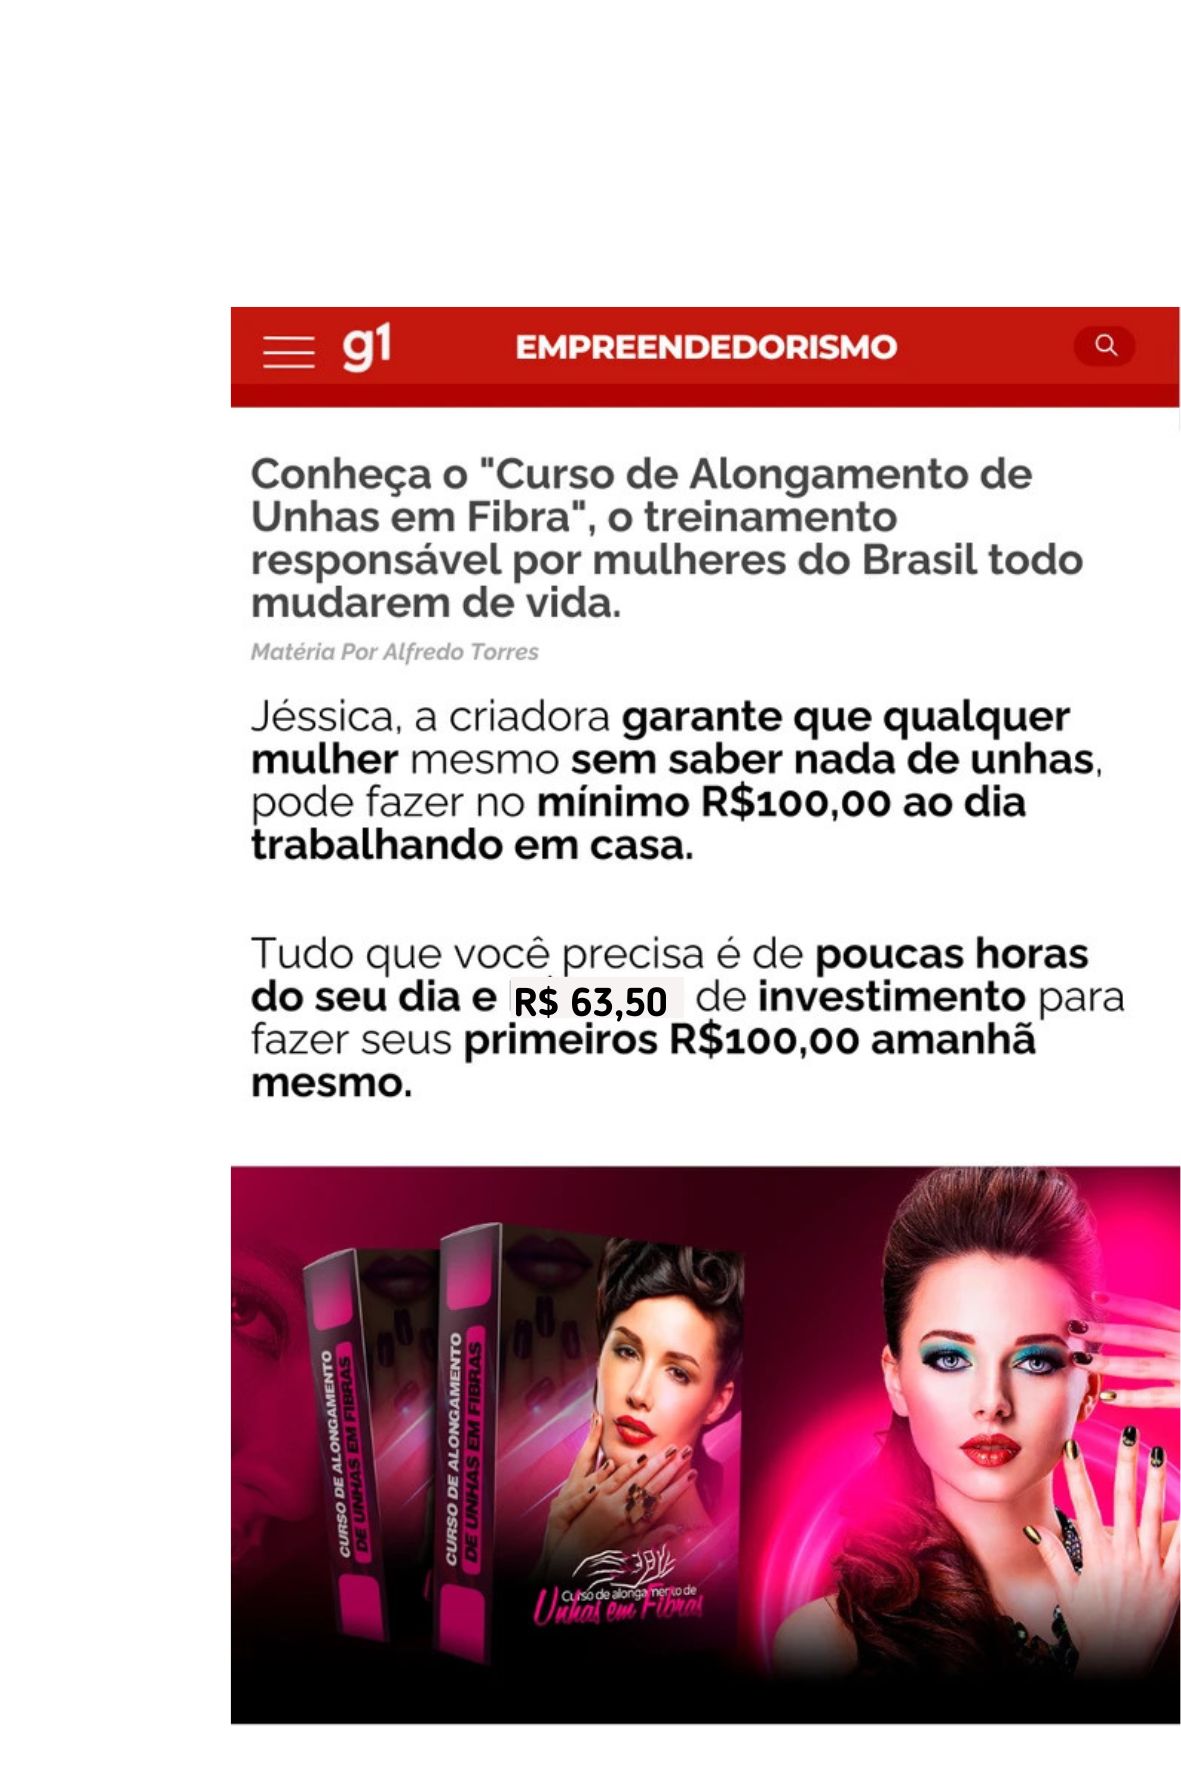 g1
EMPREENDEDORISMO
Conheça o "Curso de Alongamento de
Unhas em Fibra", o treinamento
responsável por mulheres do Brasil todo
mudarem de vida.
Matéria Por Alfredo Torres
Jéssica, a criadora garante que qualquer
mulher mesmo sem saber nada de unhas,
pode fazer no mínimo R$100,00 ao dia
trabalhando em casa.
Tudo que você precisa é de poucas horas
do seu dia e R$ 63,50 de investimento para
fazer seus primeiros R$100,00 amanhã
mesmo.
CURSO DE ALONGAMENTO
DE UNHAS EM FIBRAS
CURSO DE ALONGAMENTO
DE UNHAS EM FIBRAS
Curso de alongamento de
Unhas em Fibras